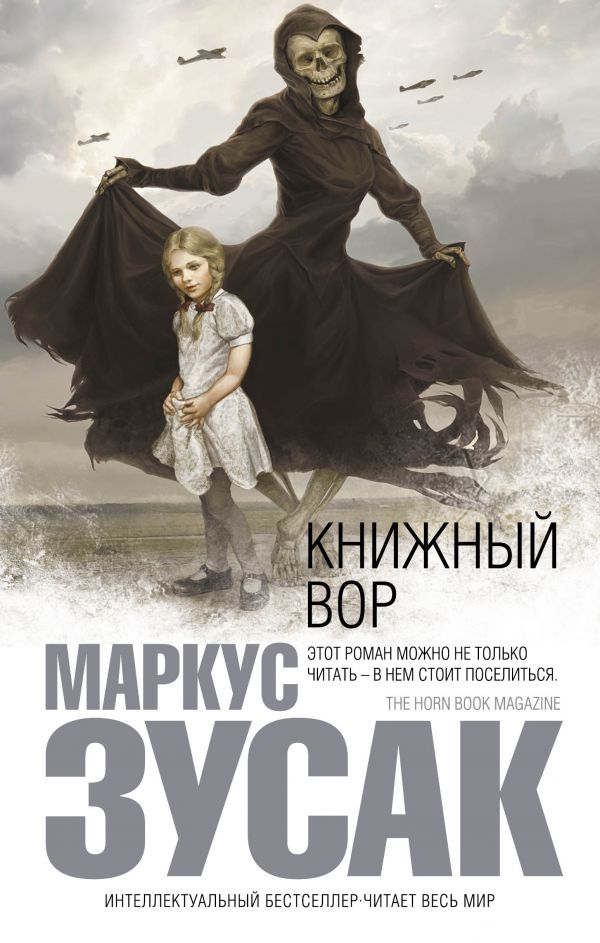 КНИЖНЫЙ
ВОР
МАРКУС
ЗУСАК
ЭТОТ РОМАН МОЖНО НЕ ТОЛЬКО
ЧИТАТЬ – В НЕМ СТОИТ ПОСЕЛИТЬСЯ.
THE HORN BOOK MAGAZINE
ИНТЕЛЛЕКТУАЛЬНЫЙ БЕСТСЕЛЛЕР·ЧИТАЕТ ВЕСЬ МИР